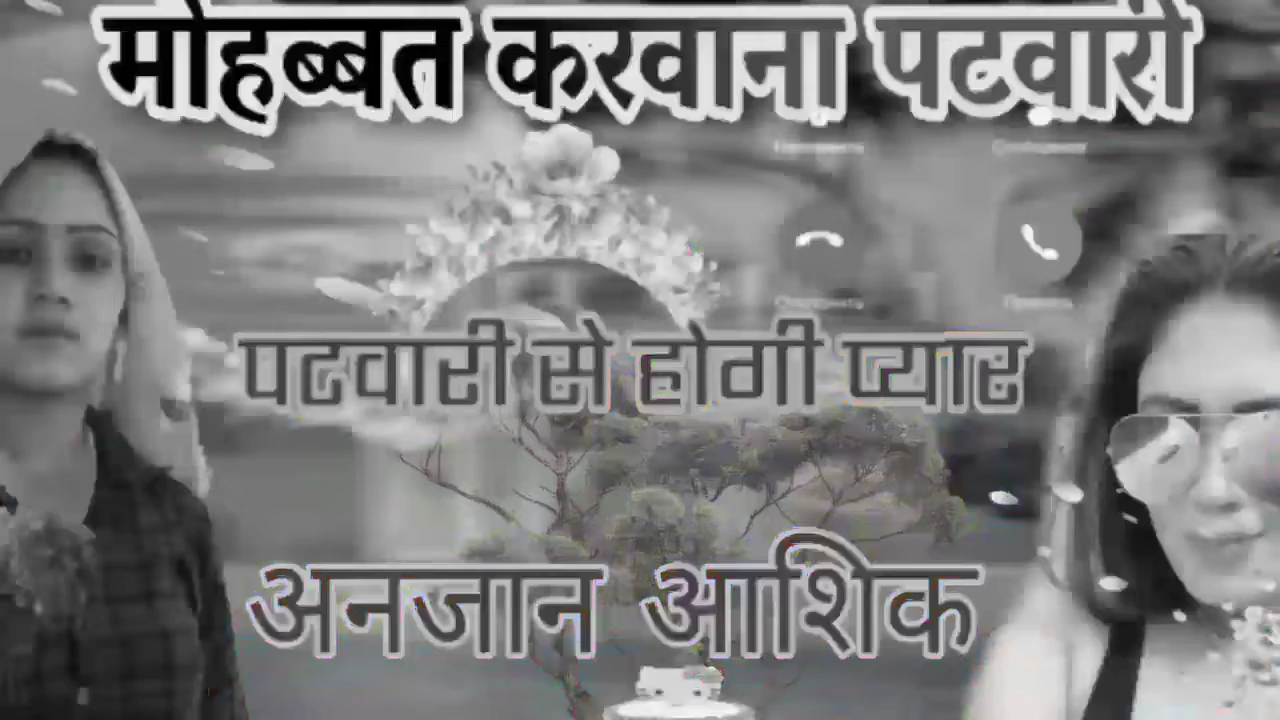 मोहब्बत करवाना पटवारी
पटवारी से होगी प्यार
अनजान आशिक